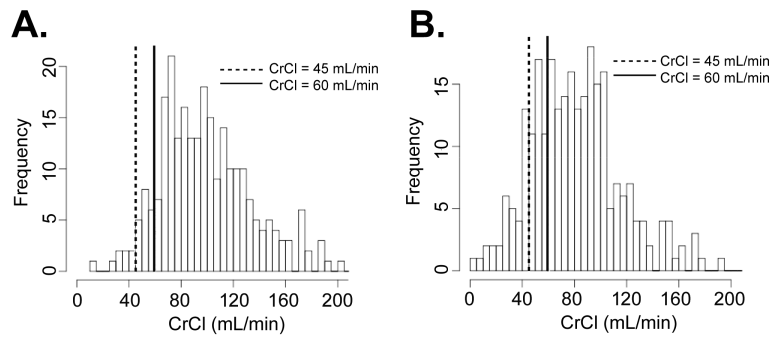 A.
CrCl = 45 mL/min
CrCl = 60 mL/min
Frequency
20
15
10
5
0
0 40 80 120 160 200
CrCl (mL/min)
B.
CrCl = 45 mL/min
CrCl = 60 mL/min
Frequency
15
10
5
0
0 40 80 120 160 200
CrCl (mL/min)